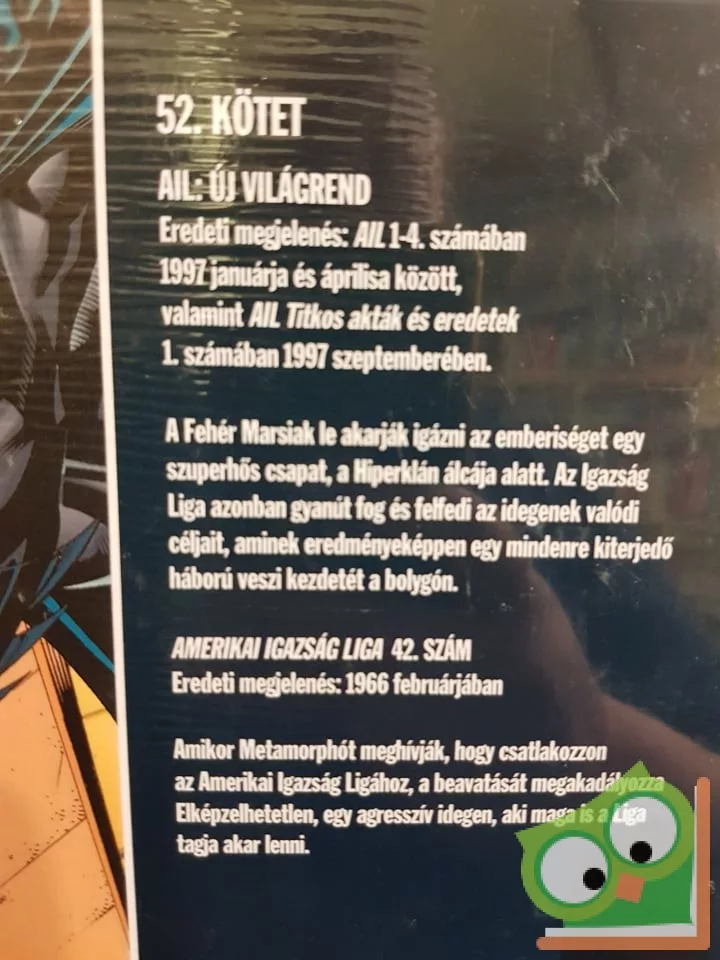 52. KÖTET
AIL: ÚJ VILÁGREND
Eredeti megjelenés: AIL 1-4. számában
1997 januárja és áprilisa között,
valamint AIL Titkos akták és eredetek
1. számában 1997 szeptemberében.
A Fehér Marsiak le akarják igázni az emberiséget egy
szuperhős csapat, a Hiperklán álcája alatt. Az Igazság
Liga azonban gyanút fog és felfedi az idegenek valódi
céljait, aminek eredményeképpen egy mindenre kiterjedő
háború veszi kezdetét a bolygón.
AMERIKAI IGAZSÁG LIGA 42. SZÁM
Eredeti megjelenés: 1966 februárjában
Amikor Metamorphót meghívják, hogy csatlakozzon
az Amerikai Igazság Ligához, a beavatását megakadályozza
Elképzelhetetlen, egy agresszív idegen, aki maga is a Liga
tagja akar lenni.